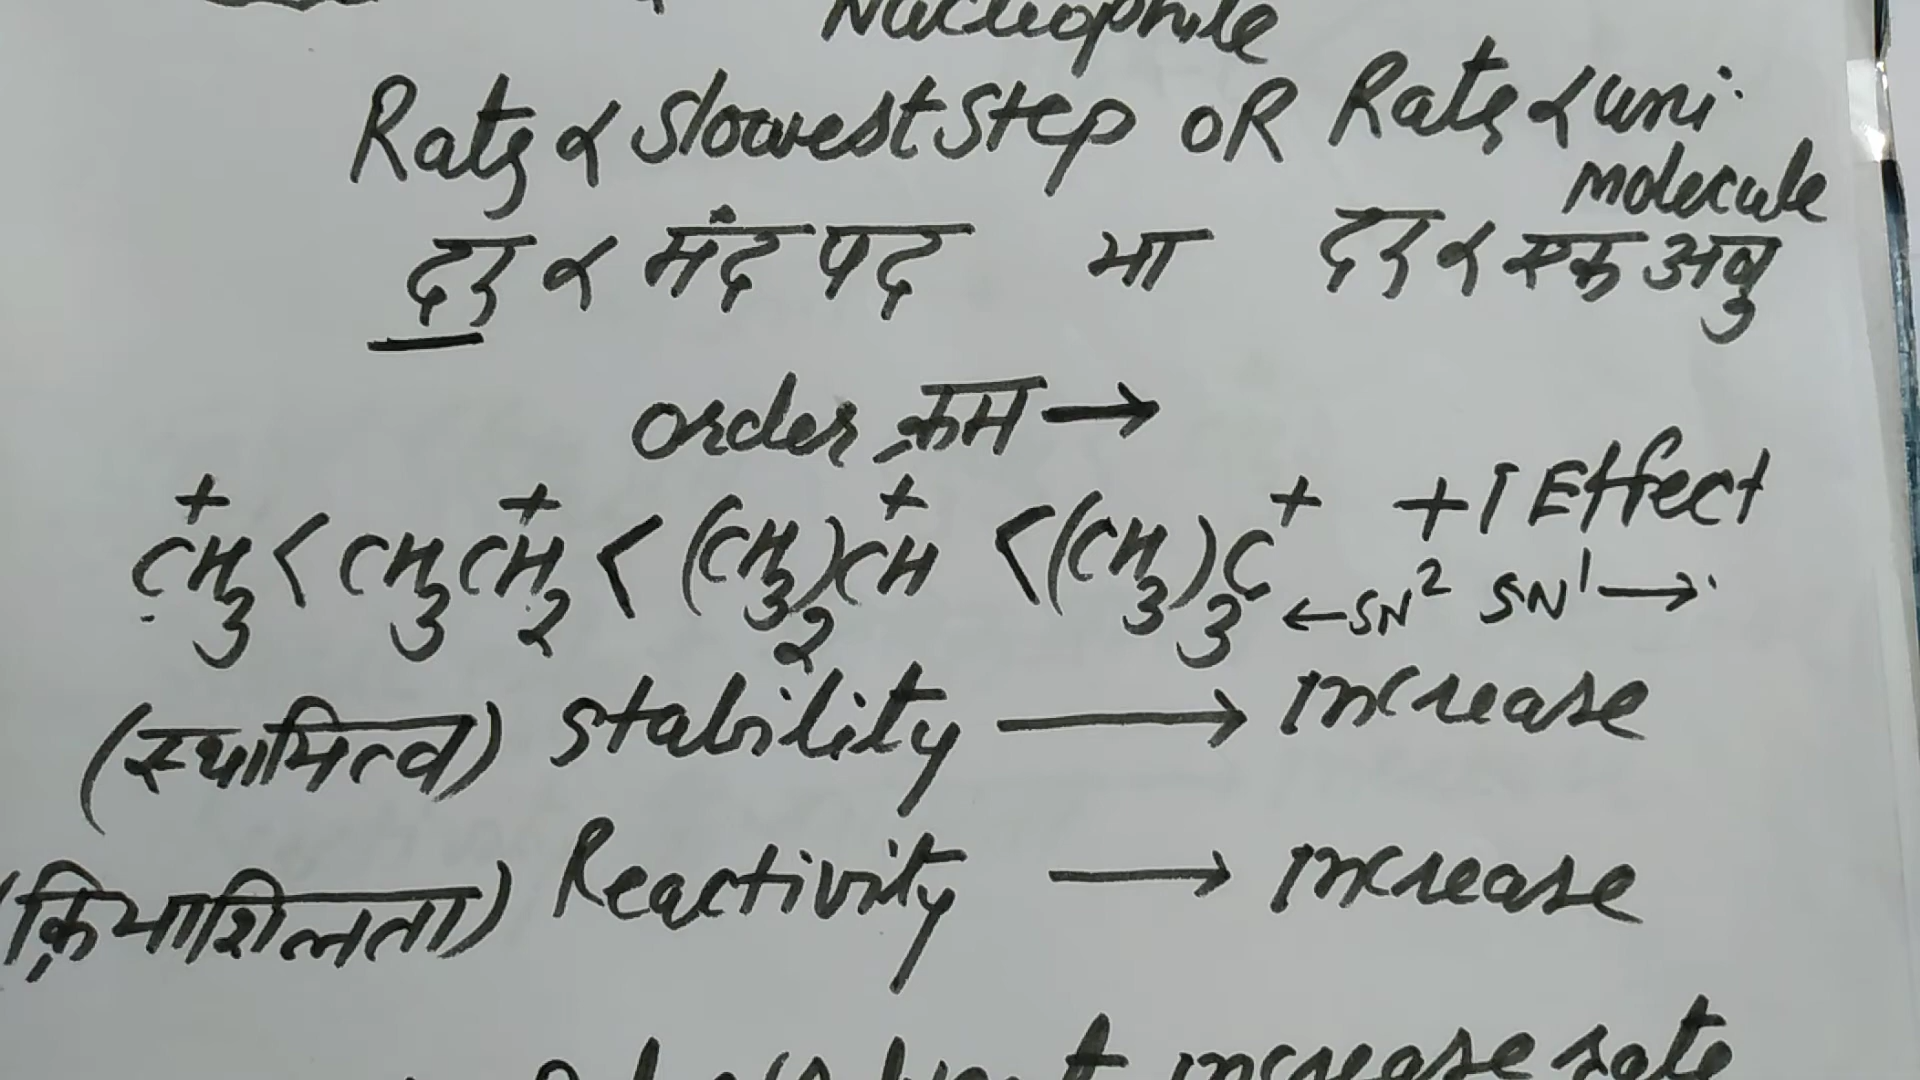 Nucleophile
Rate α Slowest Step OR Rate α uni
molecule
दर α मंद पद या दर α एक अणु
order क्रम →
C⁺H₃ < CH₃C⁺H₂ < (CH₃)₂C⁺H < (CH₃)₃C⁺ +I Effect
← SN² SN¹ →
(स्थामित्व) Stability → Increase
(क्रियाशिलता) Reactivity → Increase
increase rate